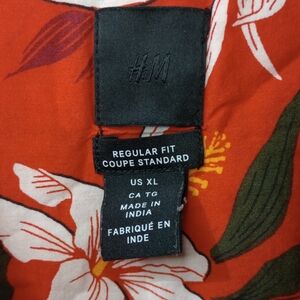 H&M
REGULAR FIT
COUPE STANDARD
US XL
CA TG
MADE IN
INDIA
FABRIQUÉ EN
INDE